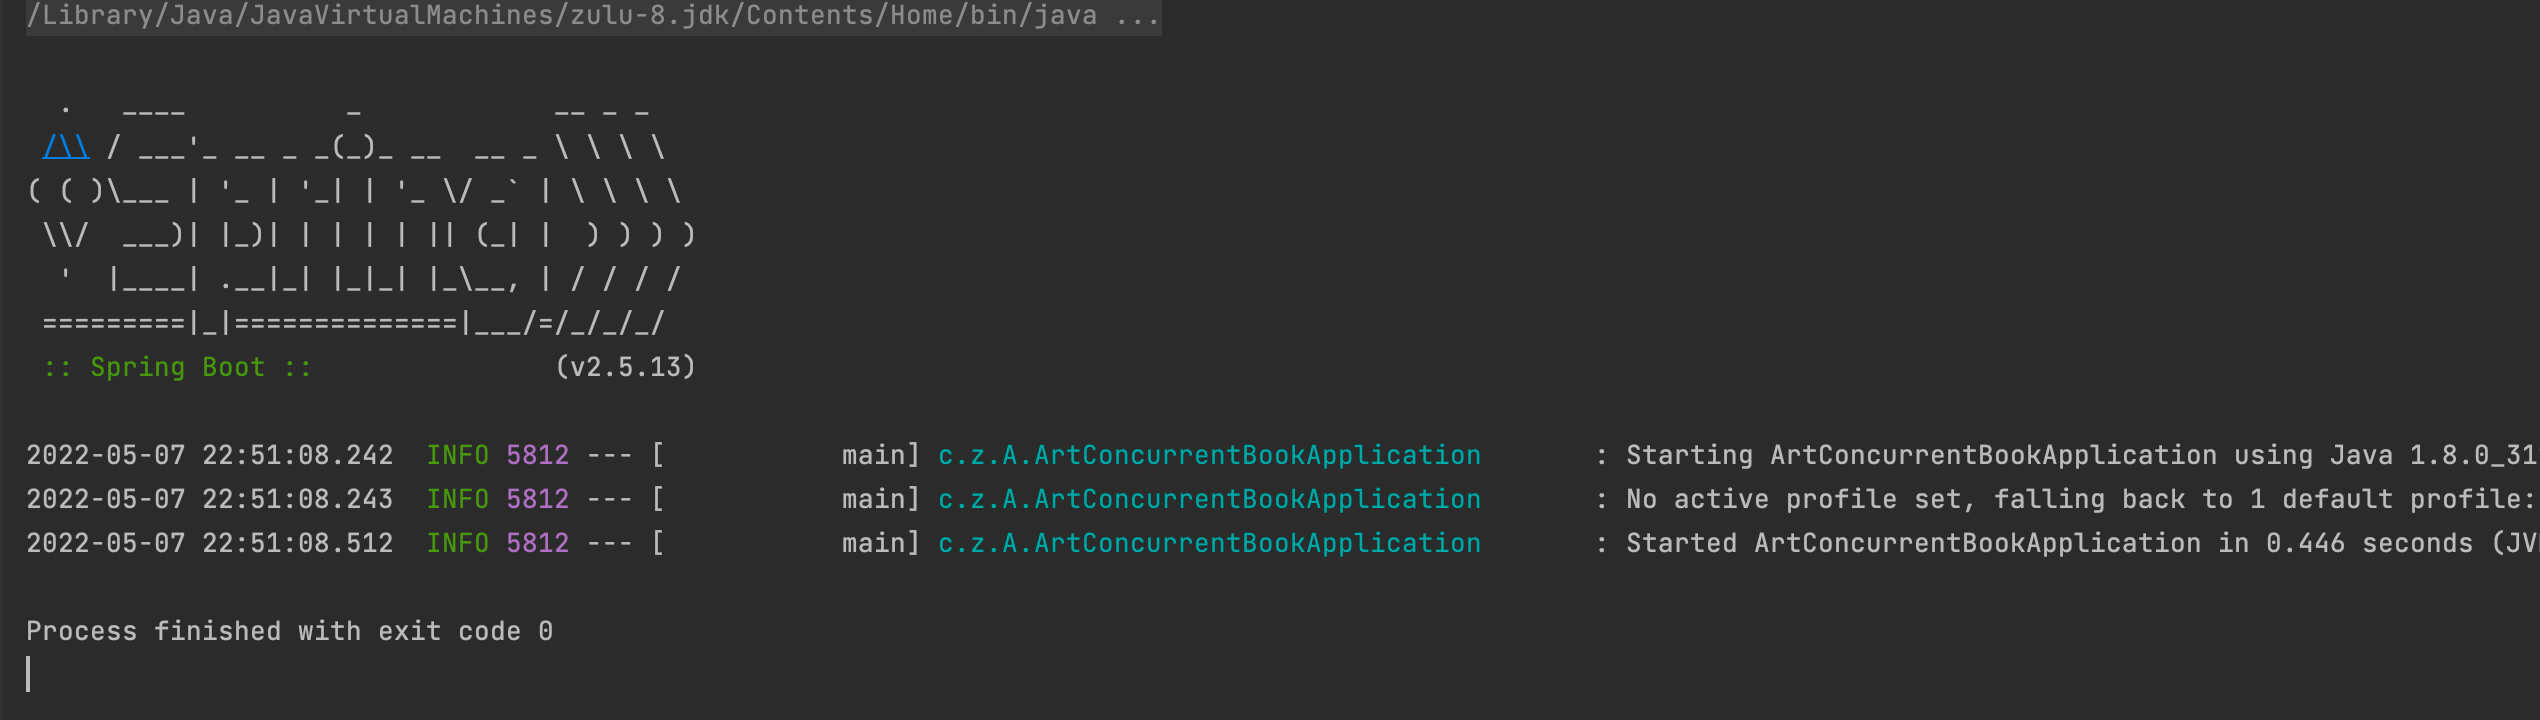 /Library/Java/JavaVirtualMachines/zulu-8.jdk/Contents/Home/bin/java ...
  .   ____          _            __ _ _
 /\\ / ___'_ __ _ _(_)_ __  __ _ \ \ \ \
( ( )\___ | '_ | '_| | '_ \/ _` | \ \ \ \
 \\/  ___)| |_)| | | | | || (_| |  ) ) ) )
  '  |____| .__|_| |_|_| |_\__, | / / / /
 =========|_|==============|___/=/_/_/_/
 :: Spring Boot ::               (v2.5.13)
2022-05-07 22:51:08.242  INFO 5812 --- [           main] c.z.A.ArtConcurrentBookApplication       : Starting ArtConcurrentBookApplication using Java 1.8.0_31
2022-05-07 22:51:08.243  INFO 5812 --- [           main] c.z.A.ArtConcurrentBookApplication       : No active profile set, falling back to 1 default profile:
2022-05-07 22:51:08.512  INFO 5812 --- [           main] c.z.A.ArtConcurrentBookApplication       : Started ArtConcurrentBookApplication in 0.446 seconds (JV
Process finished with exit code 0